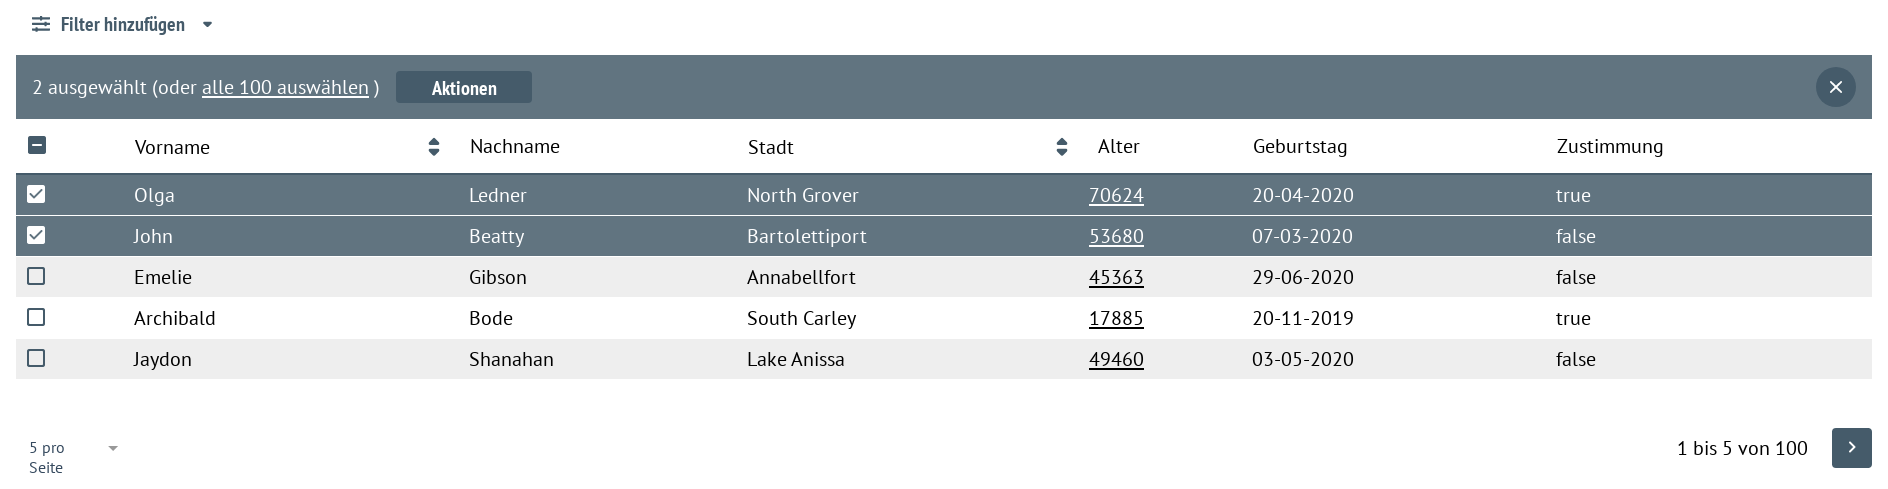 Filter hinzufügen
2 ausgewählt (oder alle 100 auswählen ) Aktionen
Vorname Nachname Stadt Alter Geburtstag Zustimmung
Olga Ledner North Grover 70624 20-04-2020 true
John Beatty Bartolettiport 53680 07-03-2020 false
Emelie Gibson Annabellfort 45363 29-06-2020 false
Archibald Bode South Carley 17885 20-11-2019 true
Jaydon Shanahan Lake Anissa 49460 03-05-2020 false
5 pro
Seite
1 bis 5 von 100